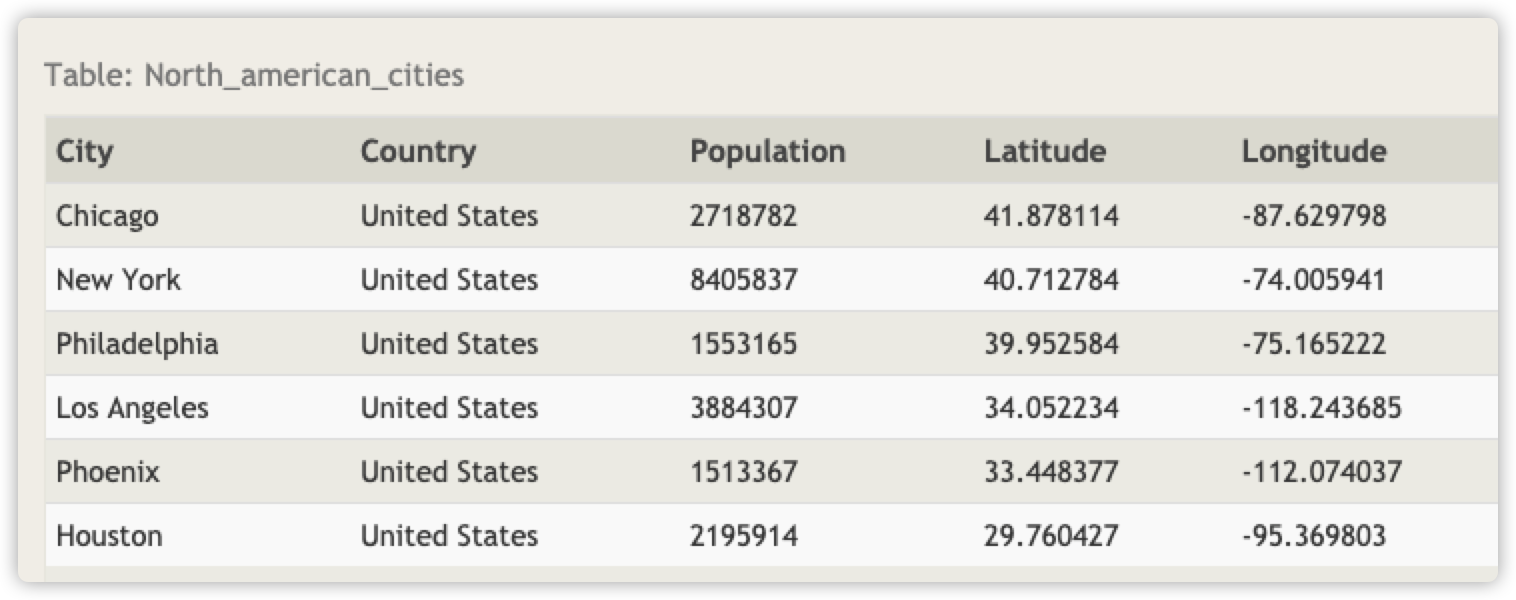 Table: North_american_cities
City Country Population Latitude Longitude
Chicago United States 2718782 41.878114 -87.629798
New York United States 8405837 40.712784 -74.005941
Philadelphia United States 1553165 39.952584 -75.165222
Los Angeles United States 3884307 34.052234 -118.243685
Phoenix United States 1513367 33.448377 -112.074037
Houston United States 2195914 29.760427 -95.369803